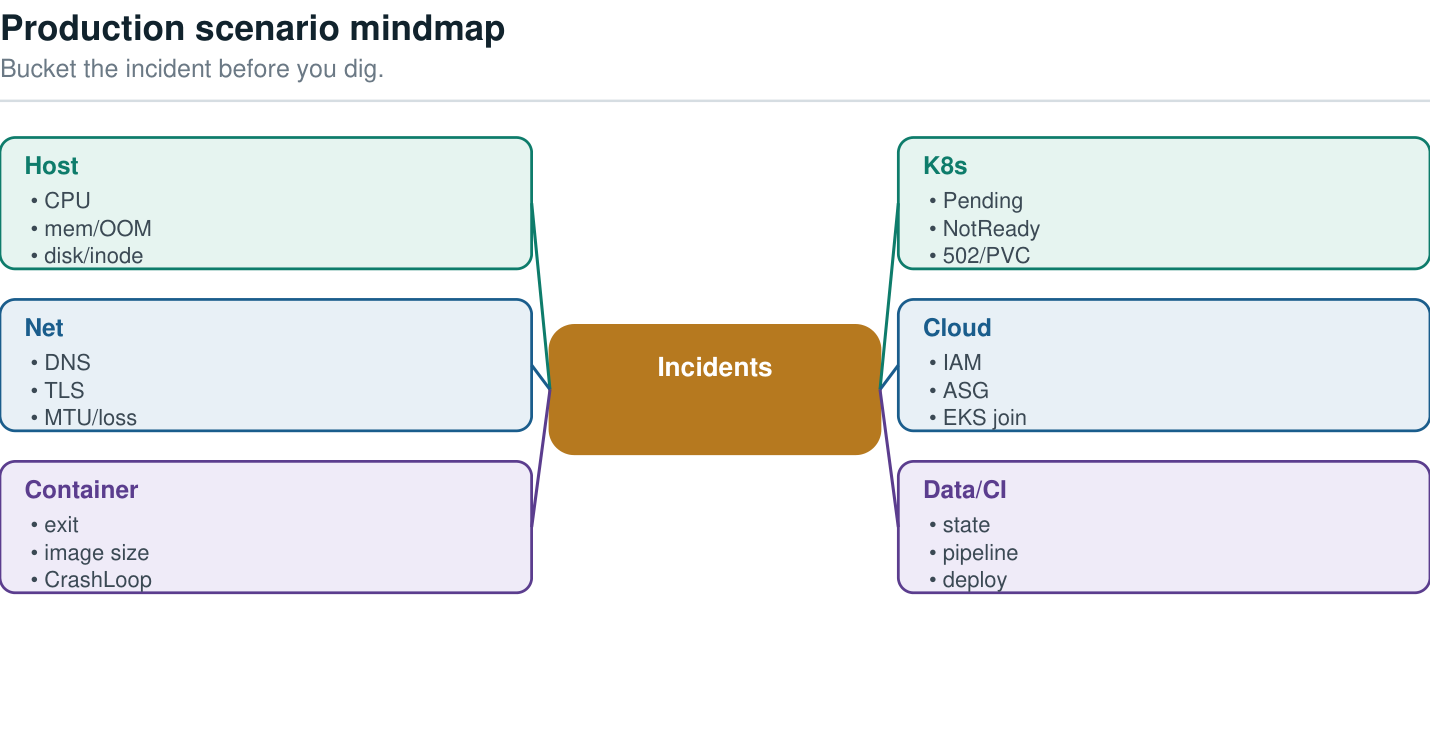 Production scenario mindmap
Bucket the incident before you dig.
Host
• CPU
• mem/OOM
• disk/inode
Net
• DNS
• TLS
• MTU/loss
Container
• exit
• image size
• CrashLoop
Incidents
K8s
• Pending
• NotReady
• 502/PVC
Cloud
• IAM
• ASG
• EKS join
Data/CI
• state
• pipeline
• deploy